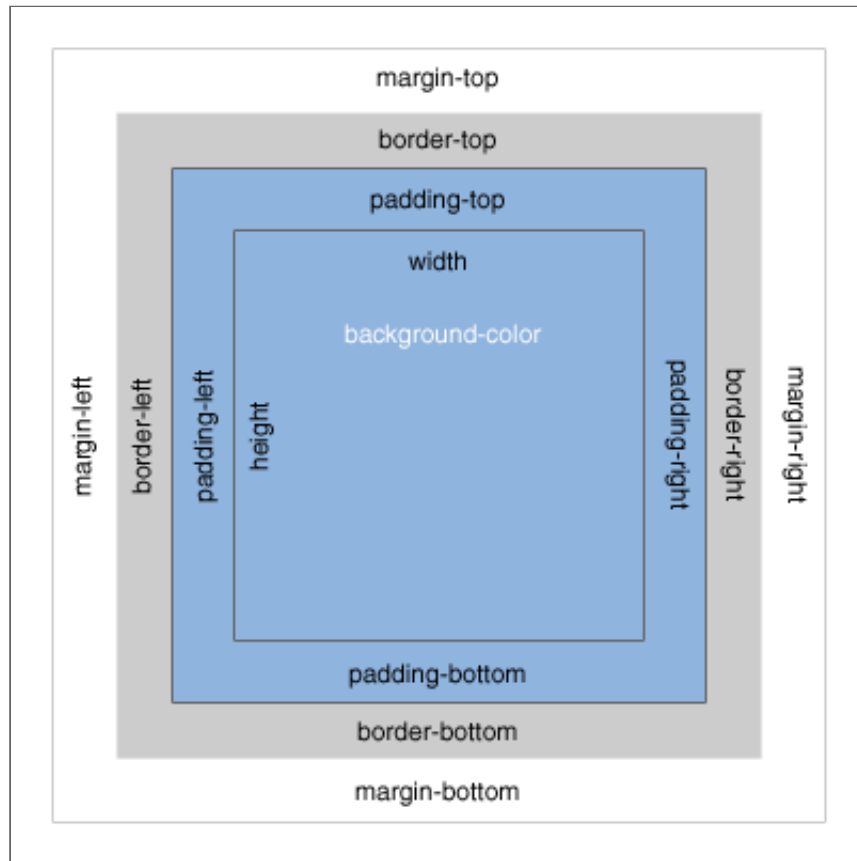 margin-top
border-top
padding-top
width
background-color
margin-left
border-left
padding-left
height
padding-right
border-right
margin-right
padding-bottom
border-bottom
margin-bottom